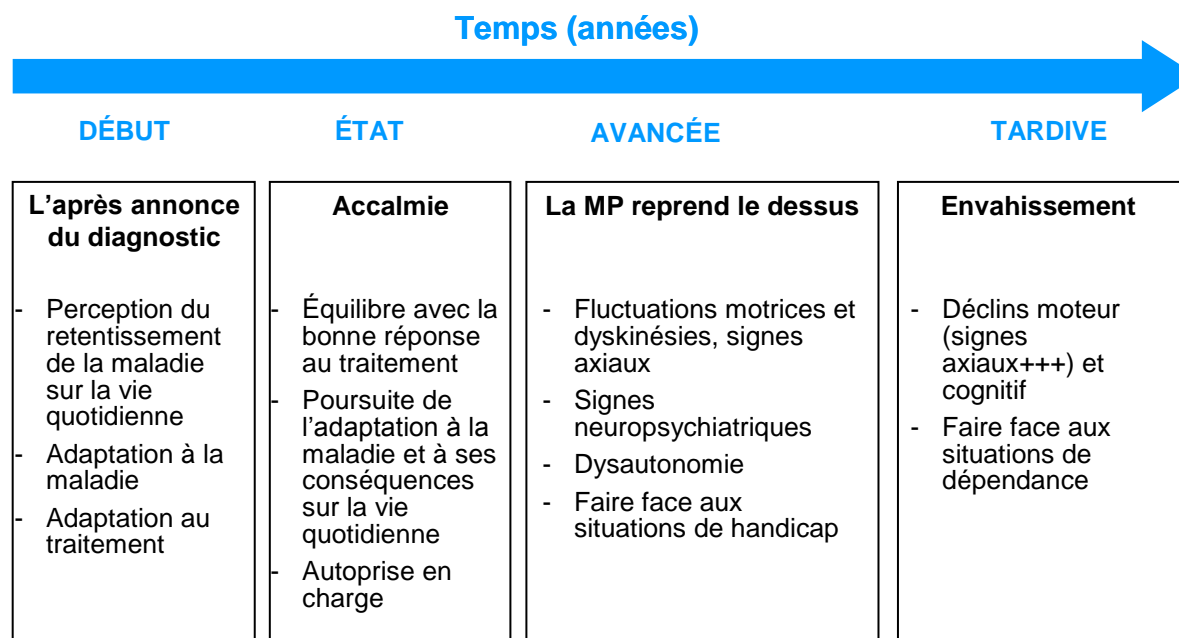 Temps (années)
DÉBUT
ÉTAT
AVANCÉE
TARDIVE
L'après annonce
du diagnostic
- Perception du
retentissement
de la maladie
sur la vie
quotidienne
- Adaptation à la
maladie
- Adaptation au
traitement
Accalmie
- Équilibre avec la
bonne réponse
au traitement
- Poursuite de
l'adaptation à la
maladie et à ses
conséquences
sur la vie
quotidienne
- Autoprise en
charge
La MP reprend le dessus
- Fluctuations motrices et
dyskinésies, signes
axiaux
- Signes
neuropsychiatriques
- Dysautonomie
- Faire face aux
situations de handicap
Envahissement
- Déclins moteur
(signes
axiaux+++) et
cognitif
- Faire face aux
situations de
dépendance